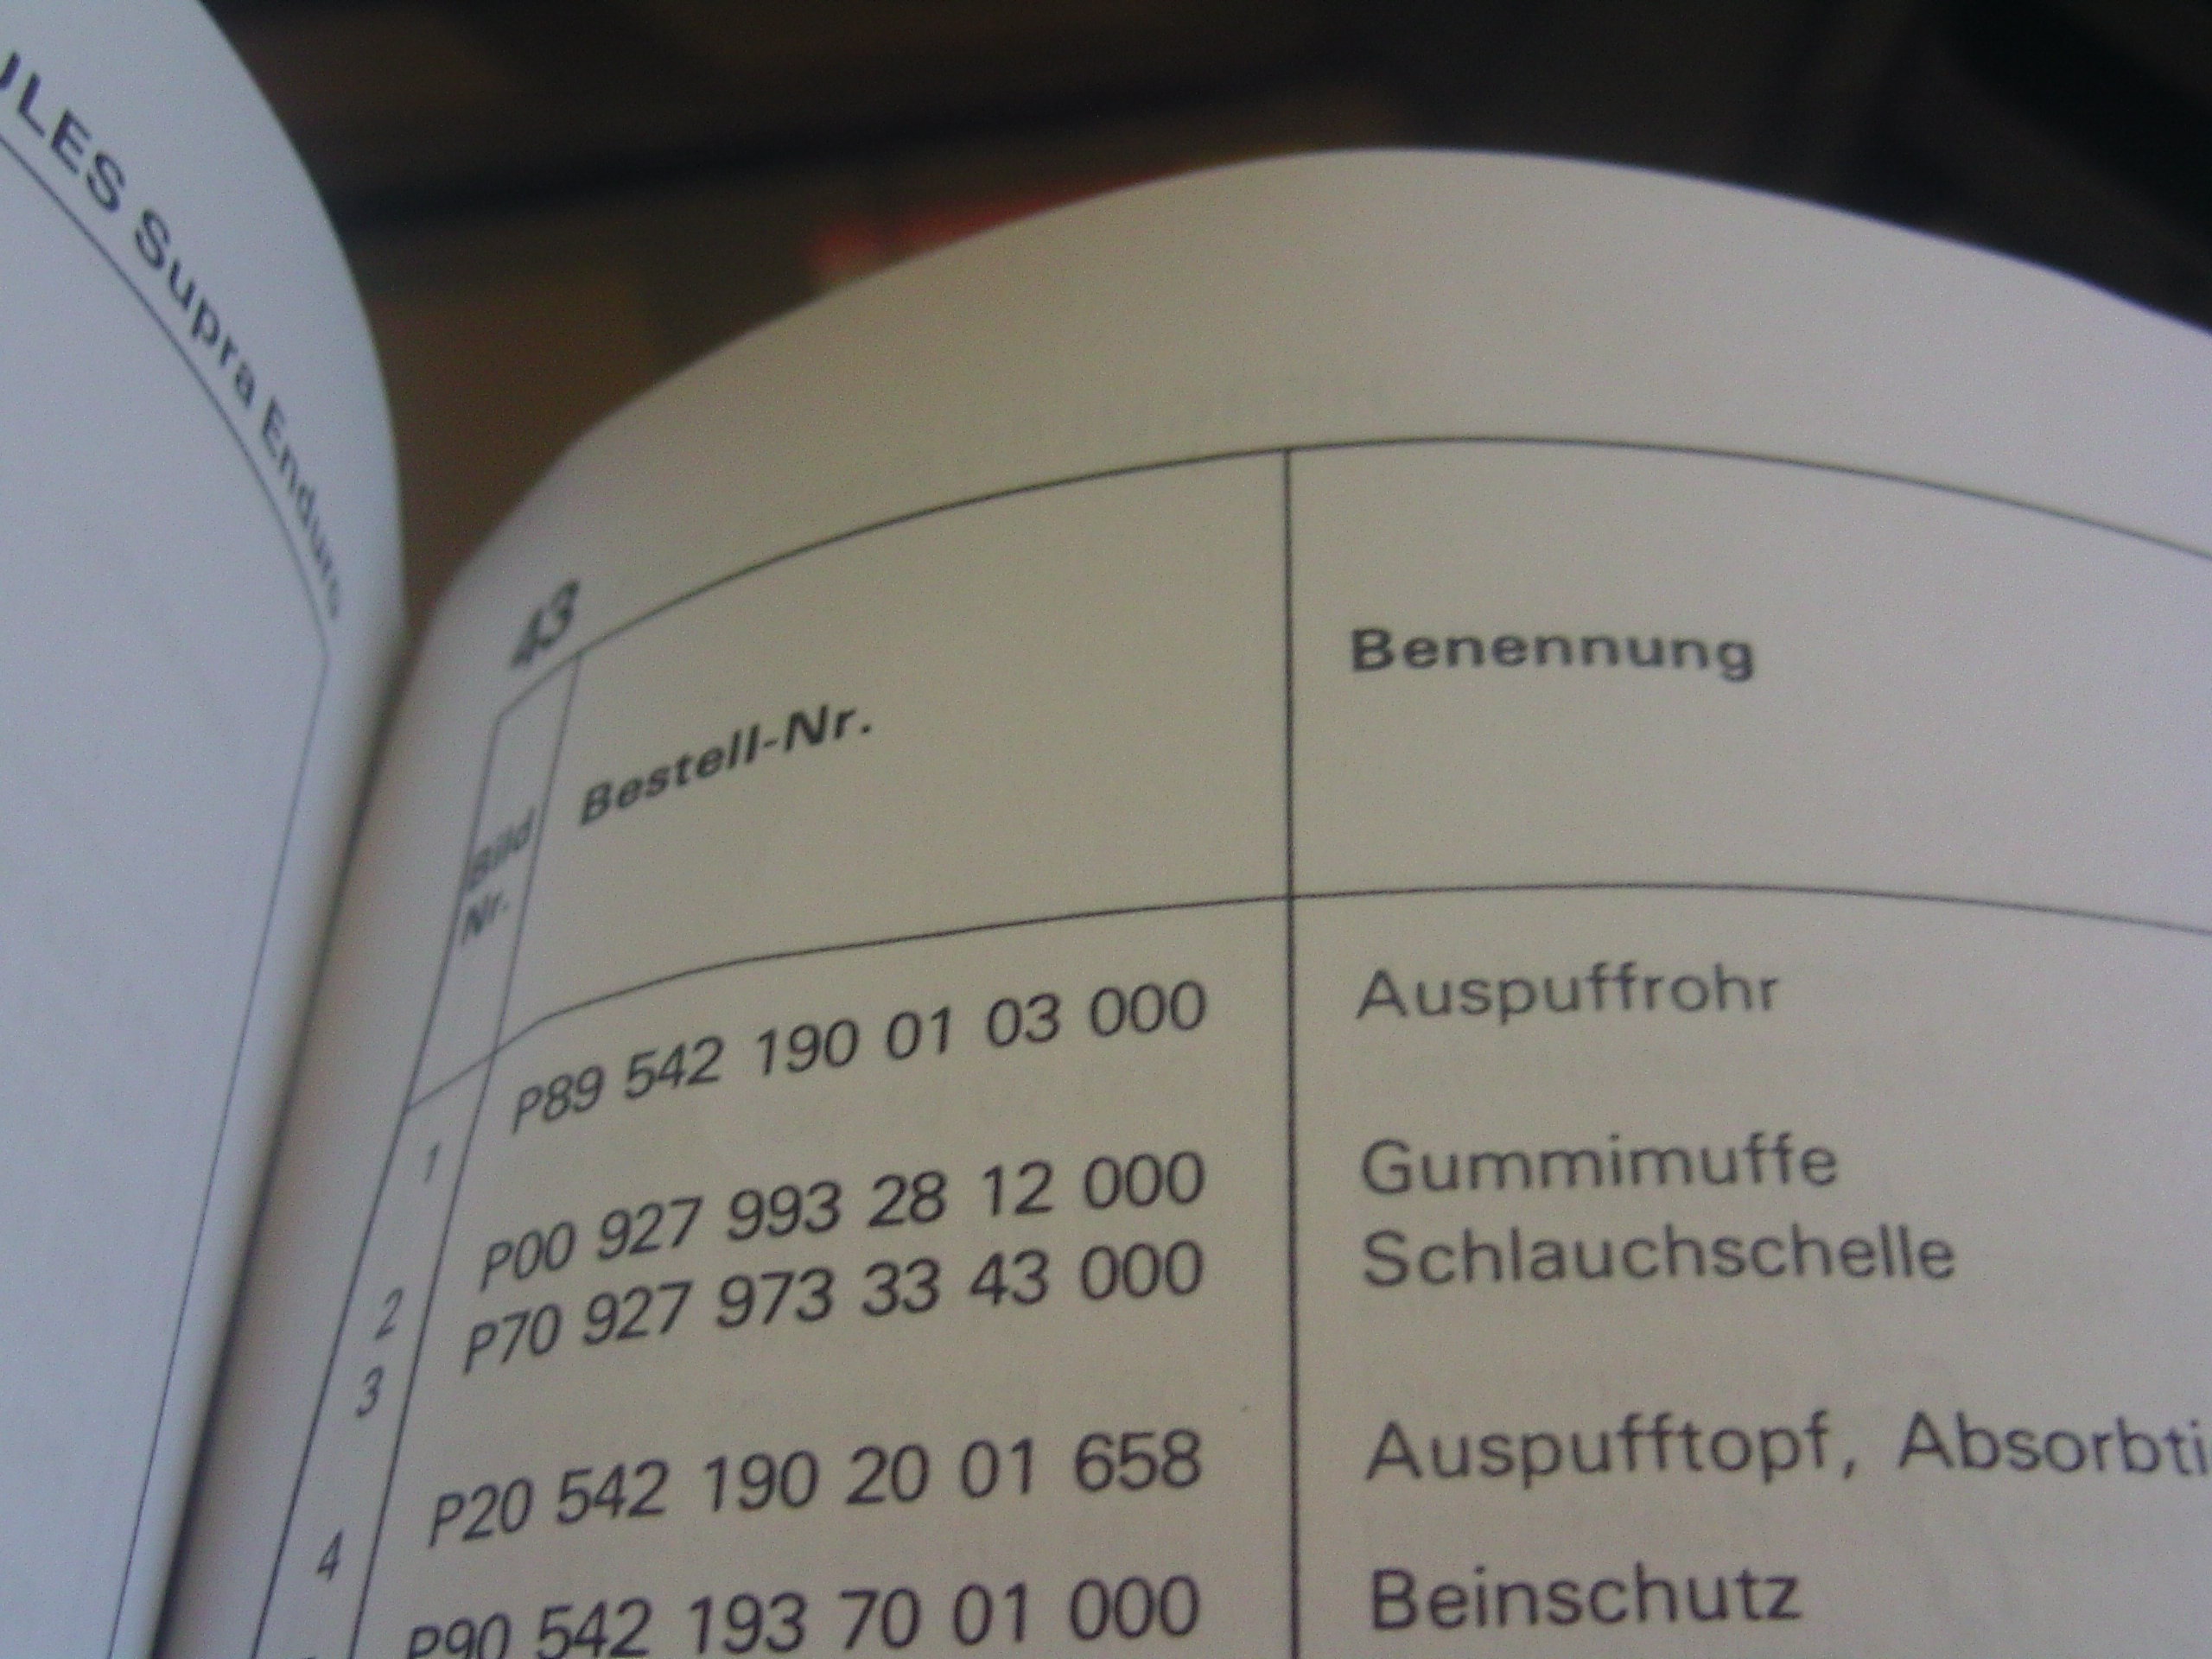 ULES Supra Enduro
43
Bild Nr. Bestell-Nr. Benennung
1 P89 542 190 01 03 000 Auspuffrohr
2 P00 927 993 28 12 000 Gummimuffe
3 P70 927 973 33 43 000 Schlauchschelle
4 P20 542 190 20 01 658 Auspufftopf, Absorbti
P90 542 193 70 01 000 Beinschutz